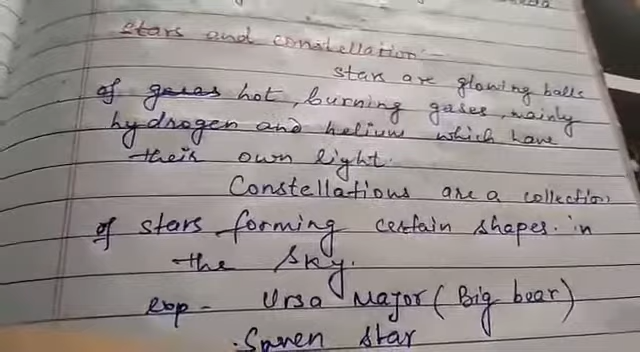 stars and constellation:-
stars are glowing balls
of gases hot, burning gases, mainly
hydrogen and helium which have
their own light.
Constellations are a collection
of stars forming certain shapes in
the sky.
exp - Ursa Major (Big bear)
Seven star